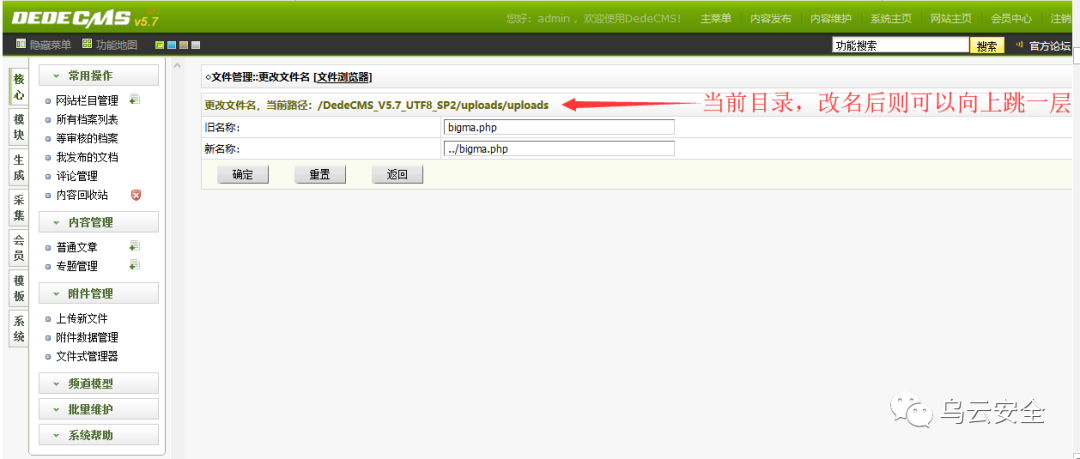 DEDECMS v5.7 SP2
您好：admin ，欢迎使用DedeCMS! 主菜单 内容发布 内容维护 系统主页 网站主页 会员中心 注销
隐藏菜单 功能地图 功能搜索 搜索 官方论坛
核心
模块
生成
采集
会员
模板
系统
常用操作
网站栏目管理
所有档案列表
等审核的档案
我发布的文档
评论管理
内容回收站
内容管理
普通文章
专题管理
附件管理
上传新文件
附件数据管理
文件式管理器
频道模型
批量维护
系统帮助
◇文件管理::更改文件名 [文件浏览器]
更改文件名，当前路径：/DedeCMS_V5.7_UTF8_SP2/uploads/uploads
当前目录，改名后则可以向上跳一层
旧名称： bigma.php
新名称： ../bigma.php
确定 重置 返回
乌云安全